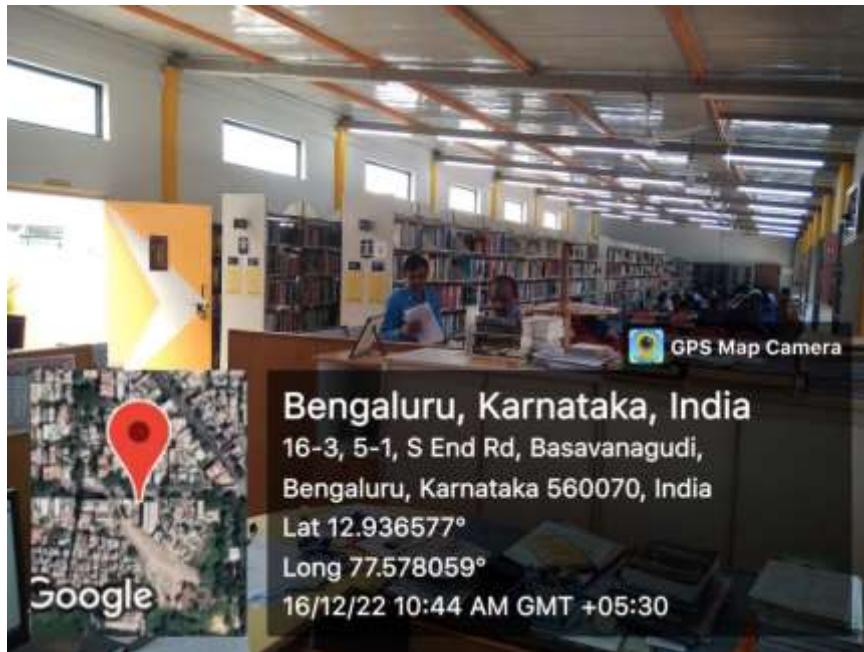 GPS Map Camera
Bengaluru, Karnataka, India
16-3, 5-1, S End Rd, Basavanagudi,
Bengaluru, Karnataka 560070, India
Lat 12.936577°
Long 77.578059°
16/12/22 10:44 AM GMT +05:30
Google